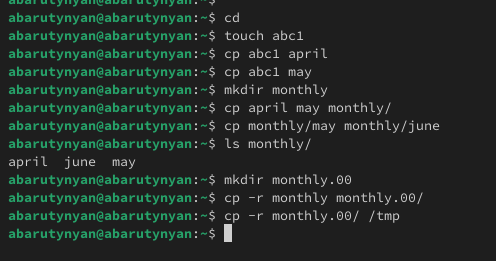 abarutynyan@abarutynyan:~$
abarutynyan@abarutynyan:~$ cd
abarutynyan@abarutynyan:~$ touch abc1
abarutynyan@abarutynyan:~$ cp abc1 april
abarutynyan@abarutynyan:~$ cp abc1 may
abarutynyan@abarutynyan:~$ mkdir monthly
abarutynyan@abarutynyan:~$ cp april may monthly/
abarutynyan@abarutynyan:~$ cp monthly/may monthly/june
abarutynyan@abarutynyan:~$ ls monthly/
april  june  may
abarutynyan@abarutynyan:~$ mkdir monthly.00
abarutynyan@abarutynyan:~$ cp -r monthly monthly.00/
abarutynyan@abarutynyan:~$ cp -r monthly.00/ /tmp
abarutynyan@abarutynyan:~$